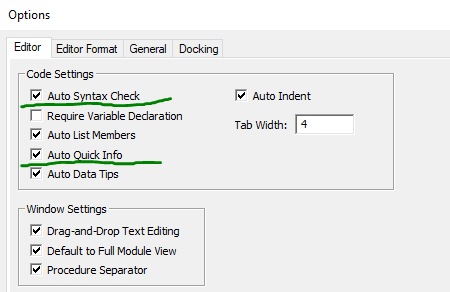 Options
Editor
Editor Format
General
Docking
Code Settings
Auto Syntax Check
Auto Indent
Require Variable Declaration
Tab Width: 4
Auto List Members
Auto Quick Info
Auto Data Tips
Window Settings
Drag-and-Drop Text Editing
Default to Full Module View
Procedure Separator